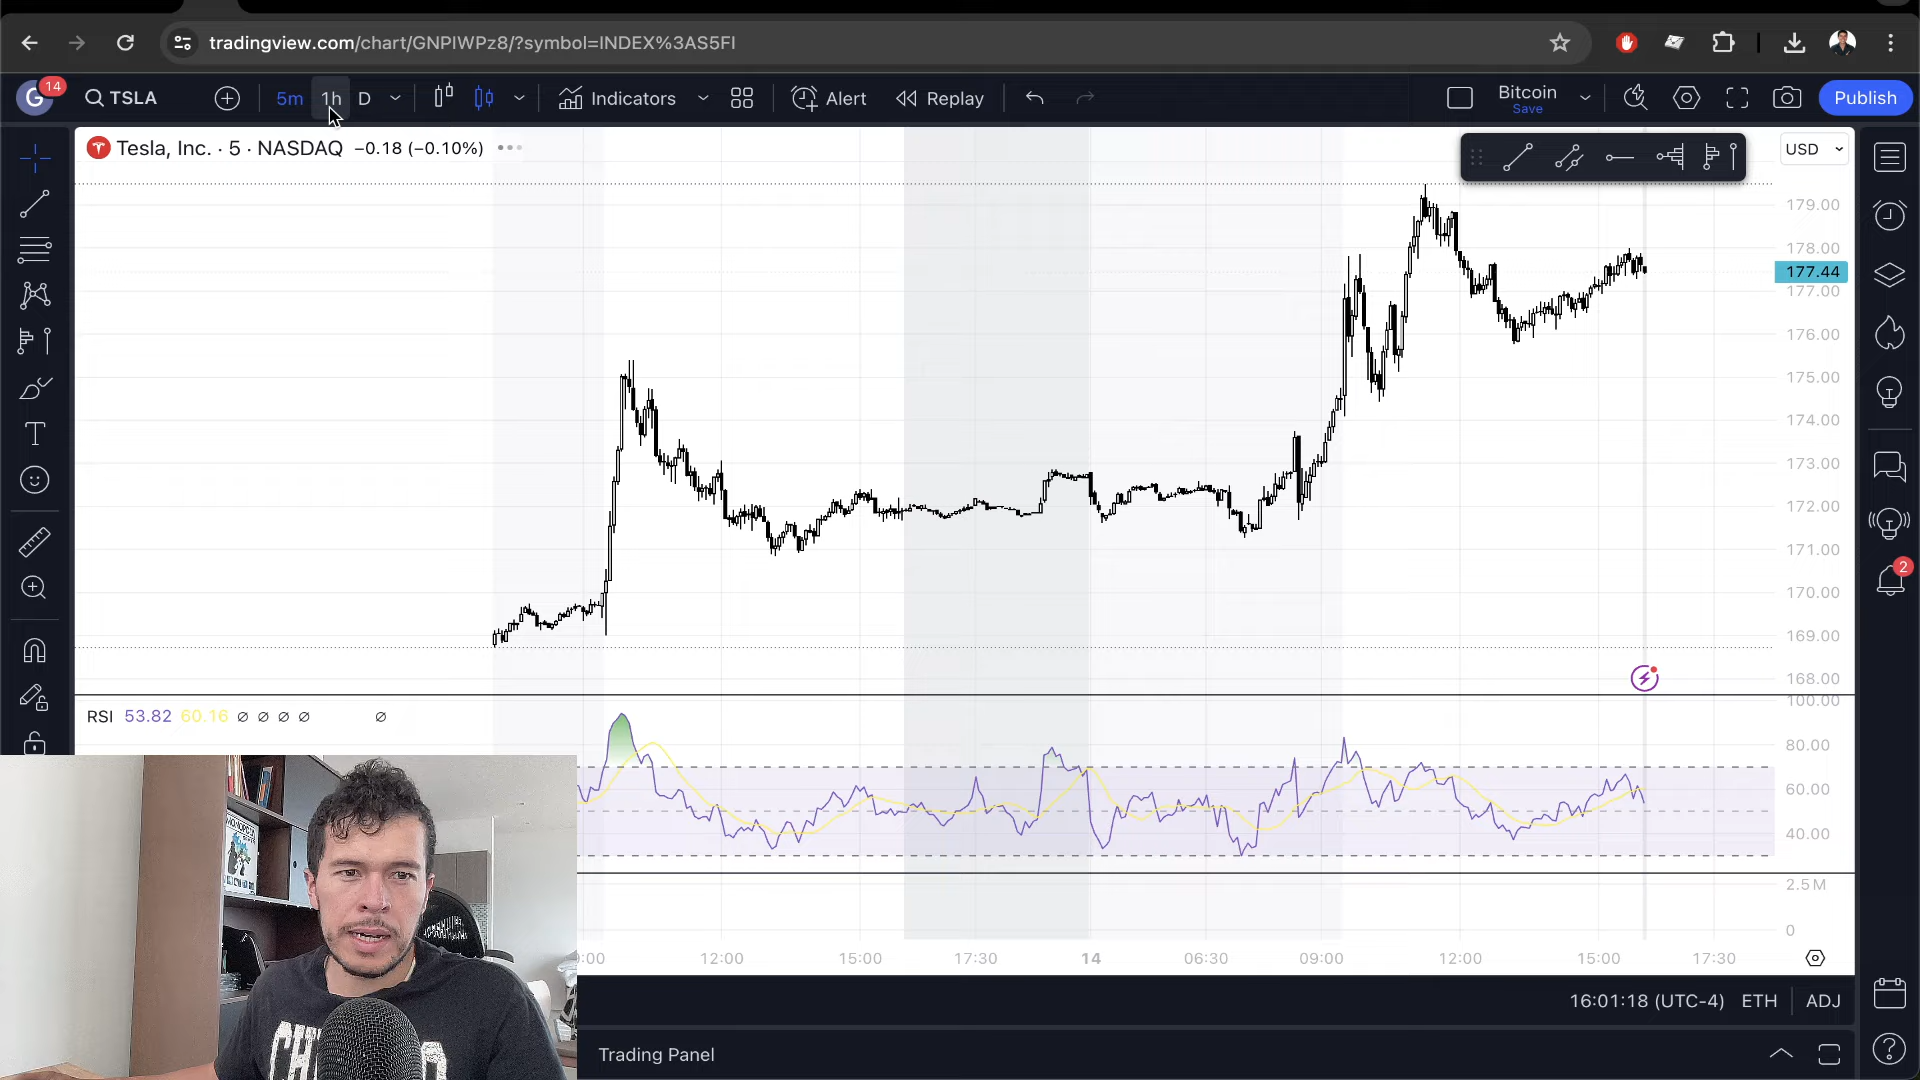 tradingview.com/chart/GNPIWPz8/?symbol=INDEX%3AS5FI
G
14
TSLA
5m
1h
D
Indicators
Alert
Replay
Bitcoin
Save
Publish
Tesla, Inc. · 5 · NASDAQ −0.18 (−0.10%)
USD
179.00
178.00
177.44
177.00
176.00
175.00
174.00
173.00
172.00
171.00
170.00
169.00
168.00
2
RSI 53.82 60.16 ∅ ∅ ∅ ∅ ∅
100.00
80.00
60.00
40.00
2.5 M
0
12:00
15:00
17:30
14
06:30
09:00
12:00
15:00
17:30
16:01:18 (UTC-4)
ETH
ADJ
Trading Panel